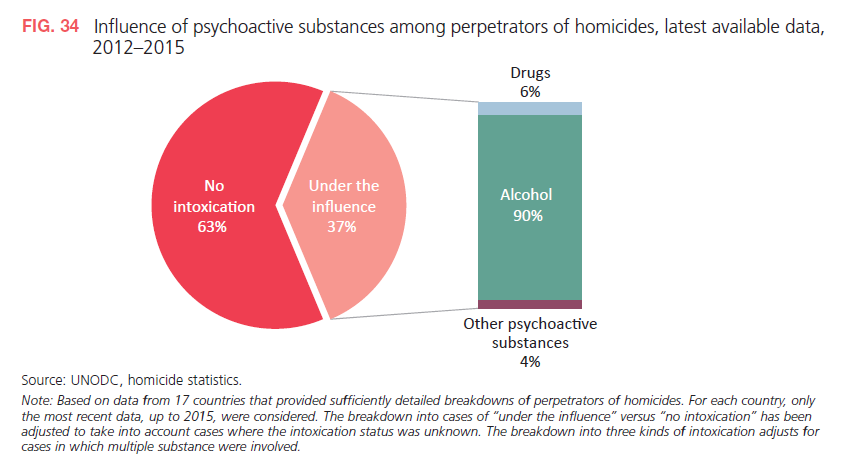 FIG. 34 Influence of psychoactive substances among perpetrators of homicides, latest available data,
2012–2015
Drugs
6%
No
intoxication
63%
Under the
influence
37%
Alcohol
90%
Other psychoactive
substances
4%
Source: UNODC, homicide statistics.
Note: Based on data from 17 countries that provided sufficiently detailed breakdowns of perpetrators of homicides. For each country, only
the most recent data, up to 2015, were considered. The breakdown into cases of “under the influence” versus “no intoxication” has been
adjusted to take into account cases where the intoxication status was unknown. The breakdown into three kinds of intoxication adjusts for
cases in which multiple substance were involved.